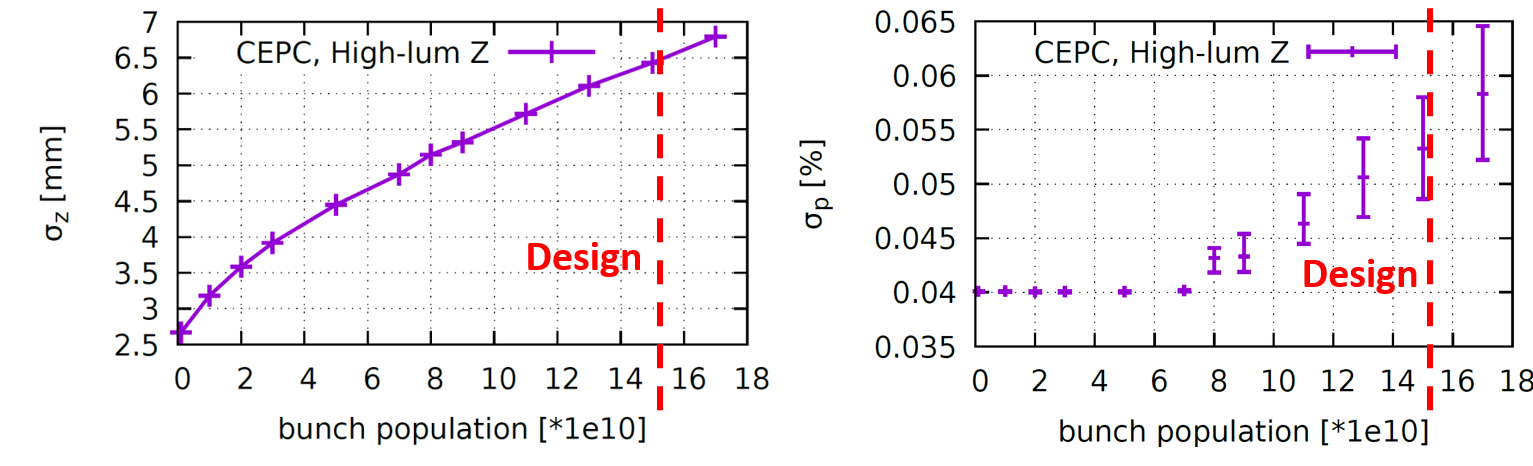 7
6.5
6
5.5
5
4.5
4
3.5
3
2.5
σz [mm]
CEPC, High-lum Z
Design
0 2 4 6 8 10 12 14 16 18
bunch population [*1e10]
0.065
0.06
0.055
0.05
0.045
0.04
0.035
σp [%]
CEPC, High-lum Z
Design
0 2 4 6 8 10 12 14 16 18
bunch population [*1e10]